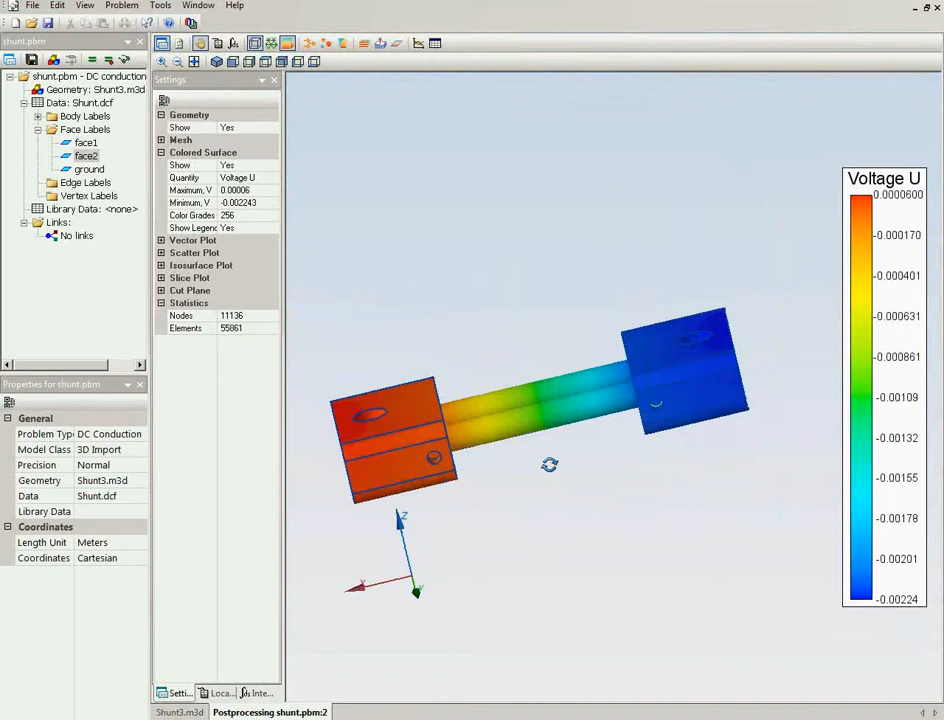 File Edit View Problem Tools Window Help
shunt.pbm
shunt.pbm - DC conduction
Geometry: Shunt3.m3d
Data: Shunt.dcf
Body Labels
Face Labels
face1
face2
ground
Edge Labels
Vertex Labels
Library Data: <none>
Links:
No links
Properties for shunt.pbm
General
Problem Typ DC Conduction
Model Class 3D Import
Precision Normal
Geometry Shunt3.m3d
Data Shunt.dcf
Library Data
Coordinates
Length Unit Meters
Coordinates Cartesian
Settings
Geometry
Show Yes
Mesh
Colored Surface
Show Yes
Quantity Voltage U
Maximum, V 0.00006
Minimum, V -0.002243
Color Grades 256
Show Legen Yes
Vector Plot
Scatter Plot
Isosurface Plot
Slice Plot
Cut Plane
Statistics
Nodes 11136
Elements 55861
Setti... Loca... Inte...
Z
X
Y
Voltage U
0.0000600
-0.000170
-0.000401
-0.000631
-0.000861
-0.00109
-0.00132
-0.00155
-0.00178
-0.00201
-0.00224
Shunt3.m3d Postprocessing shunt.pbm:2